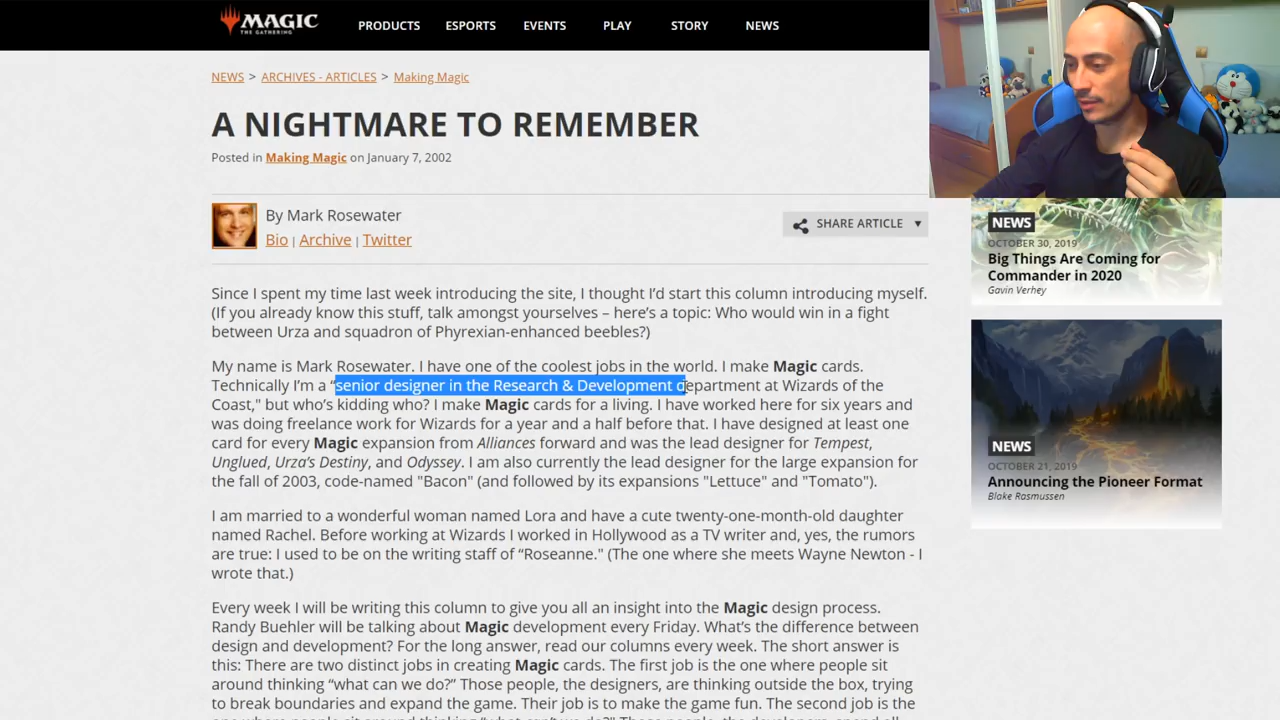 MAGIC
THE GATHERING
PRODUCTS
ESPORTS
EVENTS
PLAY
STORY
NEWS
NEWS > ARCHIVES - ARTICLES > Making Magic
A NIGHTMARE TO REMEMBER
Posted in Making Magic on January 7, 2002
By Mark Rosewater
Bio | Archive | Twitter
SHARE ARTICLE
Since I spent my time last week introducing the site, I thought I'd start this column introducing myself.
(If you already know this stuff, talk amongst yourselves – here's a topic: Who would win in a fight
between Urza and squadron of Phyrexian-enhanced beebles?)
My name is Mark Rosewater. I have one of the coolest jobs in the world. I make Magic cards.
Technically I'm a "senior designer in the Research & Development department at Wizards of the
Coast," but who's kidding who? I make Magic cards for a living. I have worked here for six years and
was doing freelance work for Wizards for a year and a half before that. I have designed at least one
card for every Magic expansion from Alliances forward and was the lead designer for Tempest,
Unglued, Urza's Destiny, and Odyssey. I am also currently the lead designer for the large expansion for
the fall of 2003, code-named "Bacon" (and followed by its expansions "Lettuce" and "Tomato").
I am married to a wonderful woman named Lora and have a cute twenty-one-month-old daughter
named Rachel. Before working at Wizards I worked in Hollywood as a TV writer and, yes, the rumors
are true: I used to be on the writing staff of "Roseanne." (The one where she meets Wayne Newton - I
wrote that.)
Every week I will be writing this column to give you all an insight into the Magic design process.
Randy Buehler will be talking about Magic development every Friday. What's the difference between
design and development? For the long answer, read our columns every week. The short answer is
this: There are two distinct jobs in creating Magic cards. The first job is the one where people sit
around thinking "what can we do?" Those people, the designers, are thinking outside the box, trying
to break boundaries and expand the game. Their job is to make the game fun. The second job is the
one where people sit around thinking "what can't we do?" These people, the developers, spend all
NEWS
OCTOBER 30, 2019
Big Things Are Coming for
Commander in 2020
Gavin Verhey
NEWS
OCTOBER 21, 2019
Announcing the Pioneer Format
Blake Rasmussen